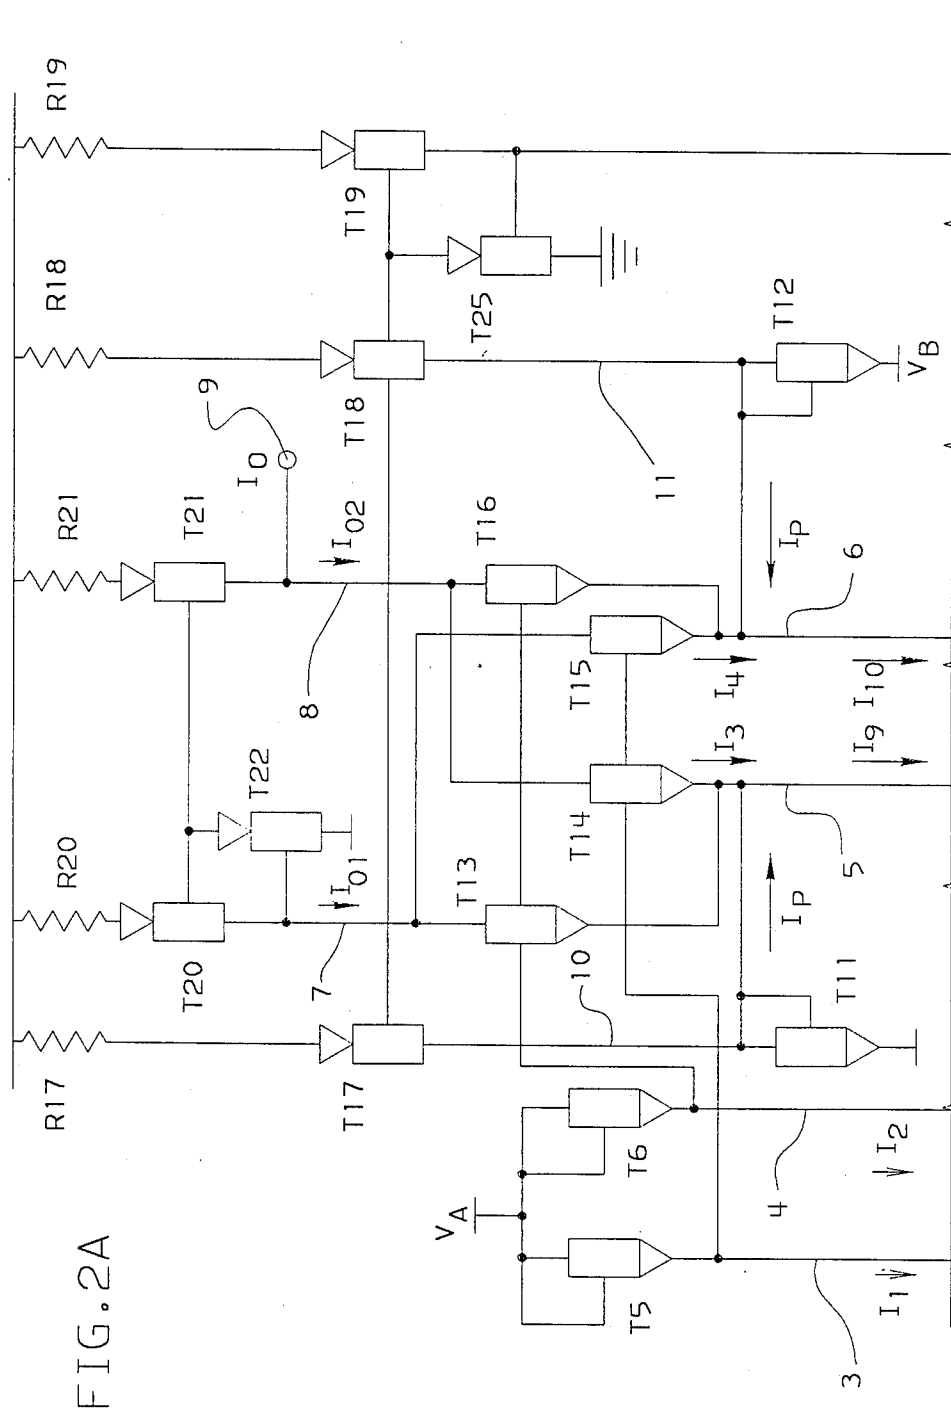 FIG.2A
R17
R20
R21
R18
R19
T20
T22
T21
I0
9
T17
7
I01
8
I02
T18
T19
T25
VA
T13
T16
T5
T6
10
T14
T15
11
T12
VB
IP
IP
T11
I3
I4
I9
I10
3
I1
4
I2
5
6